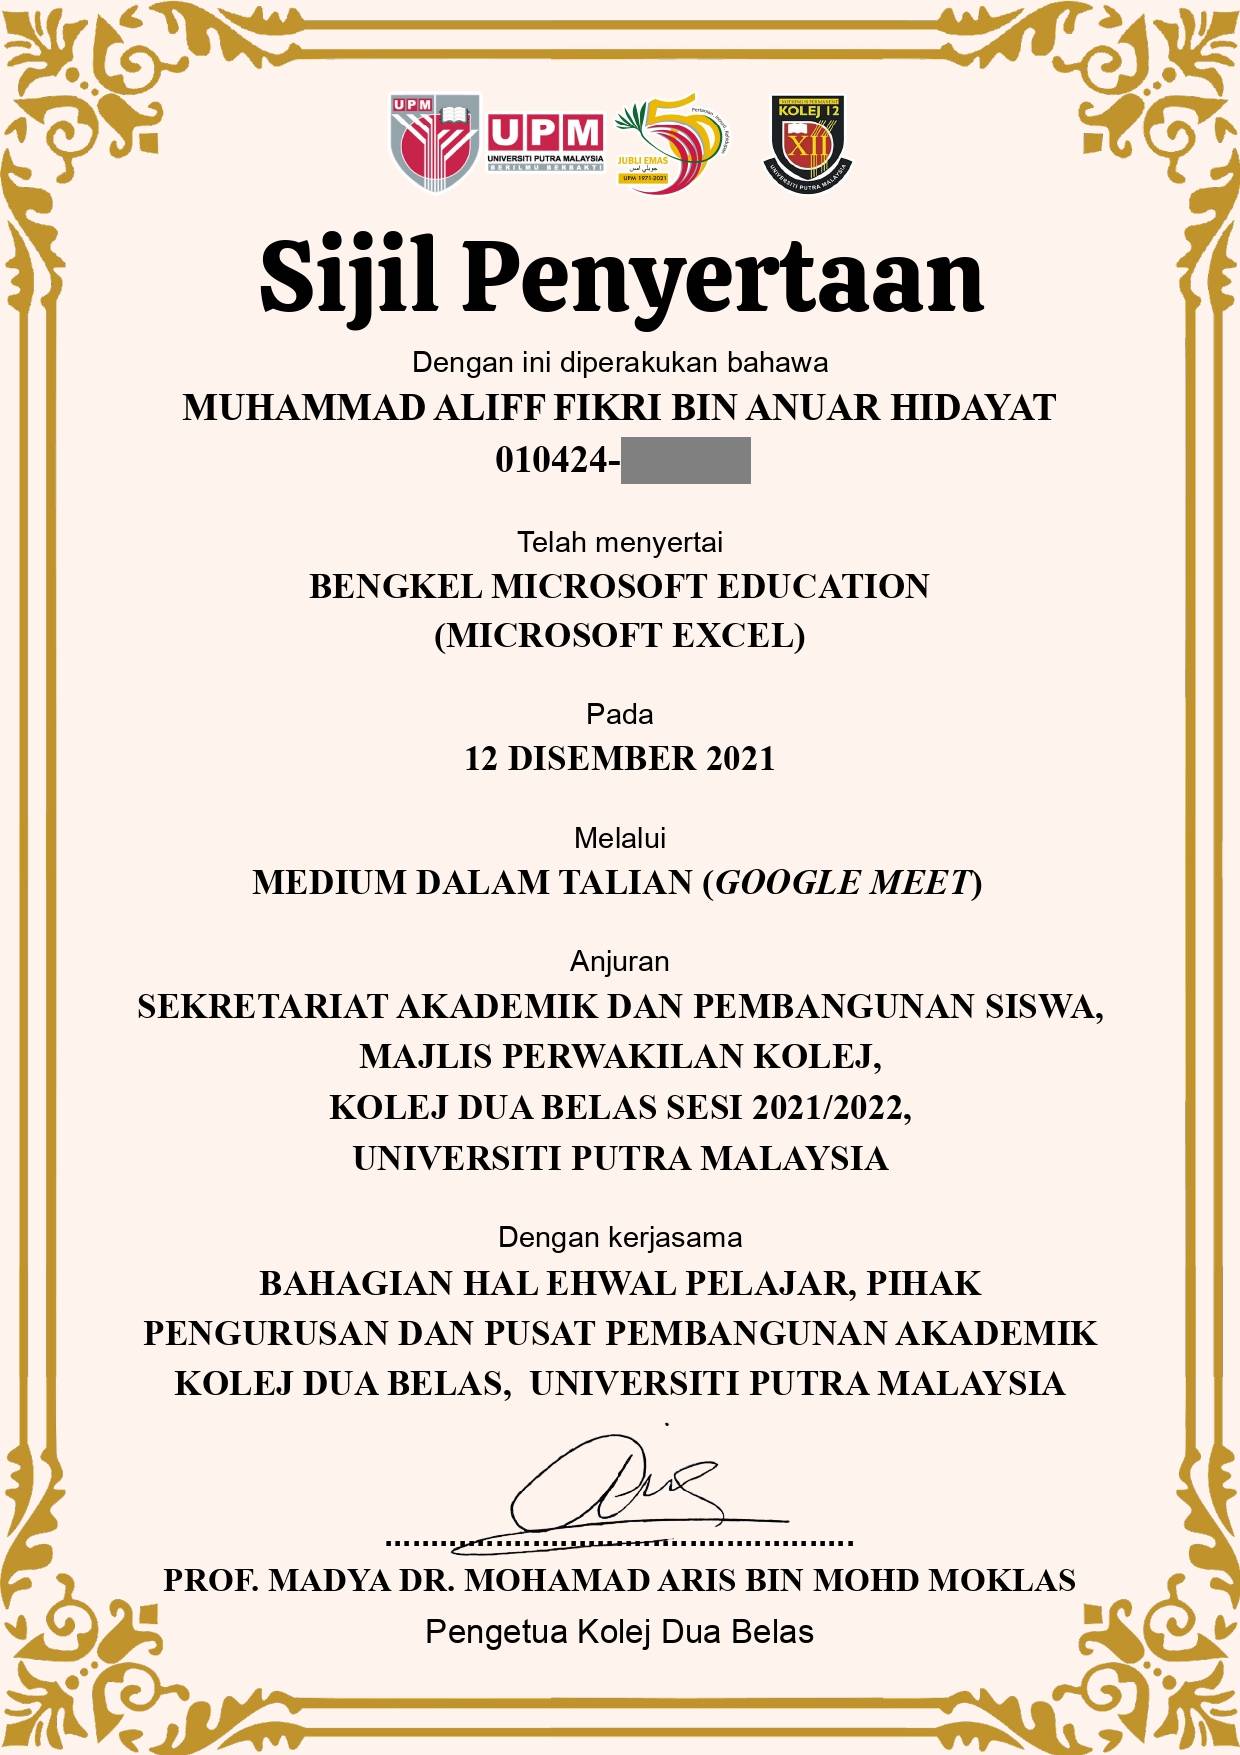 UPM
UPM
UNIVERSITI PUTRA MALAYSIA
BERILMU BERBAKTI
JUBLI EMAS
جوبلي امس
UPM 1971-2021
KOLEJ 12
XII
UNIVERSITI PUTRA MALAYSIA
Sijil Penyertaan
Dengan ini diperakukan bahawa
MUHAMMAD ALIFF FIKRI BIN ANUAR HIDAYAT
010424-
Telah menyertai
BENGKEL MICROSOFT EDUCATION
(MICROSOFT EXCEL)
Pada
12 DISEMBER 2021
Melalui
MEDIUM DALAM TALIAN (GOOGLE MEET)
Anjuran
SEKRETARIAT AKADEMIK DAN PEMBANGUNAN SISWA,
MAJLIS PERWAKILAN KOLEJ,
KOLEJ DUA BELAS SESI 2021/2022,
UNIVERSITI PUTRA MALAYSIA
Dengan kerjasama
BAHAGIAN HAL EHWAL PELAJAR, PIHAK
PENGURUSAN DAN PUSAT PEMBANGUNAN AKADEMIK
KOLEJ DUA BELAS, UNIVERSITI PUTRA MALAYSIA
PROF. MADYA DR. MOHAMAD ARIS BIN MOHD MOKLAS
Pengetua Kolej Dua Belas